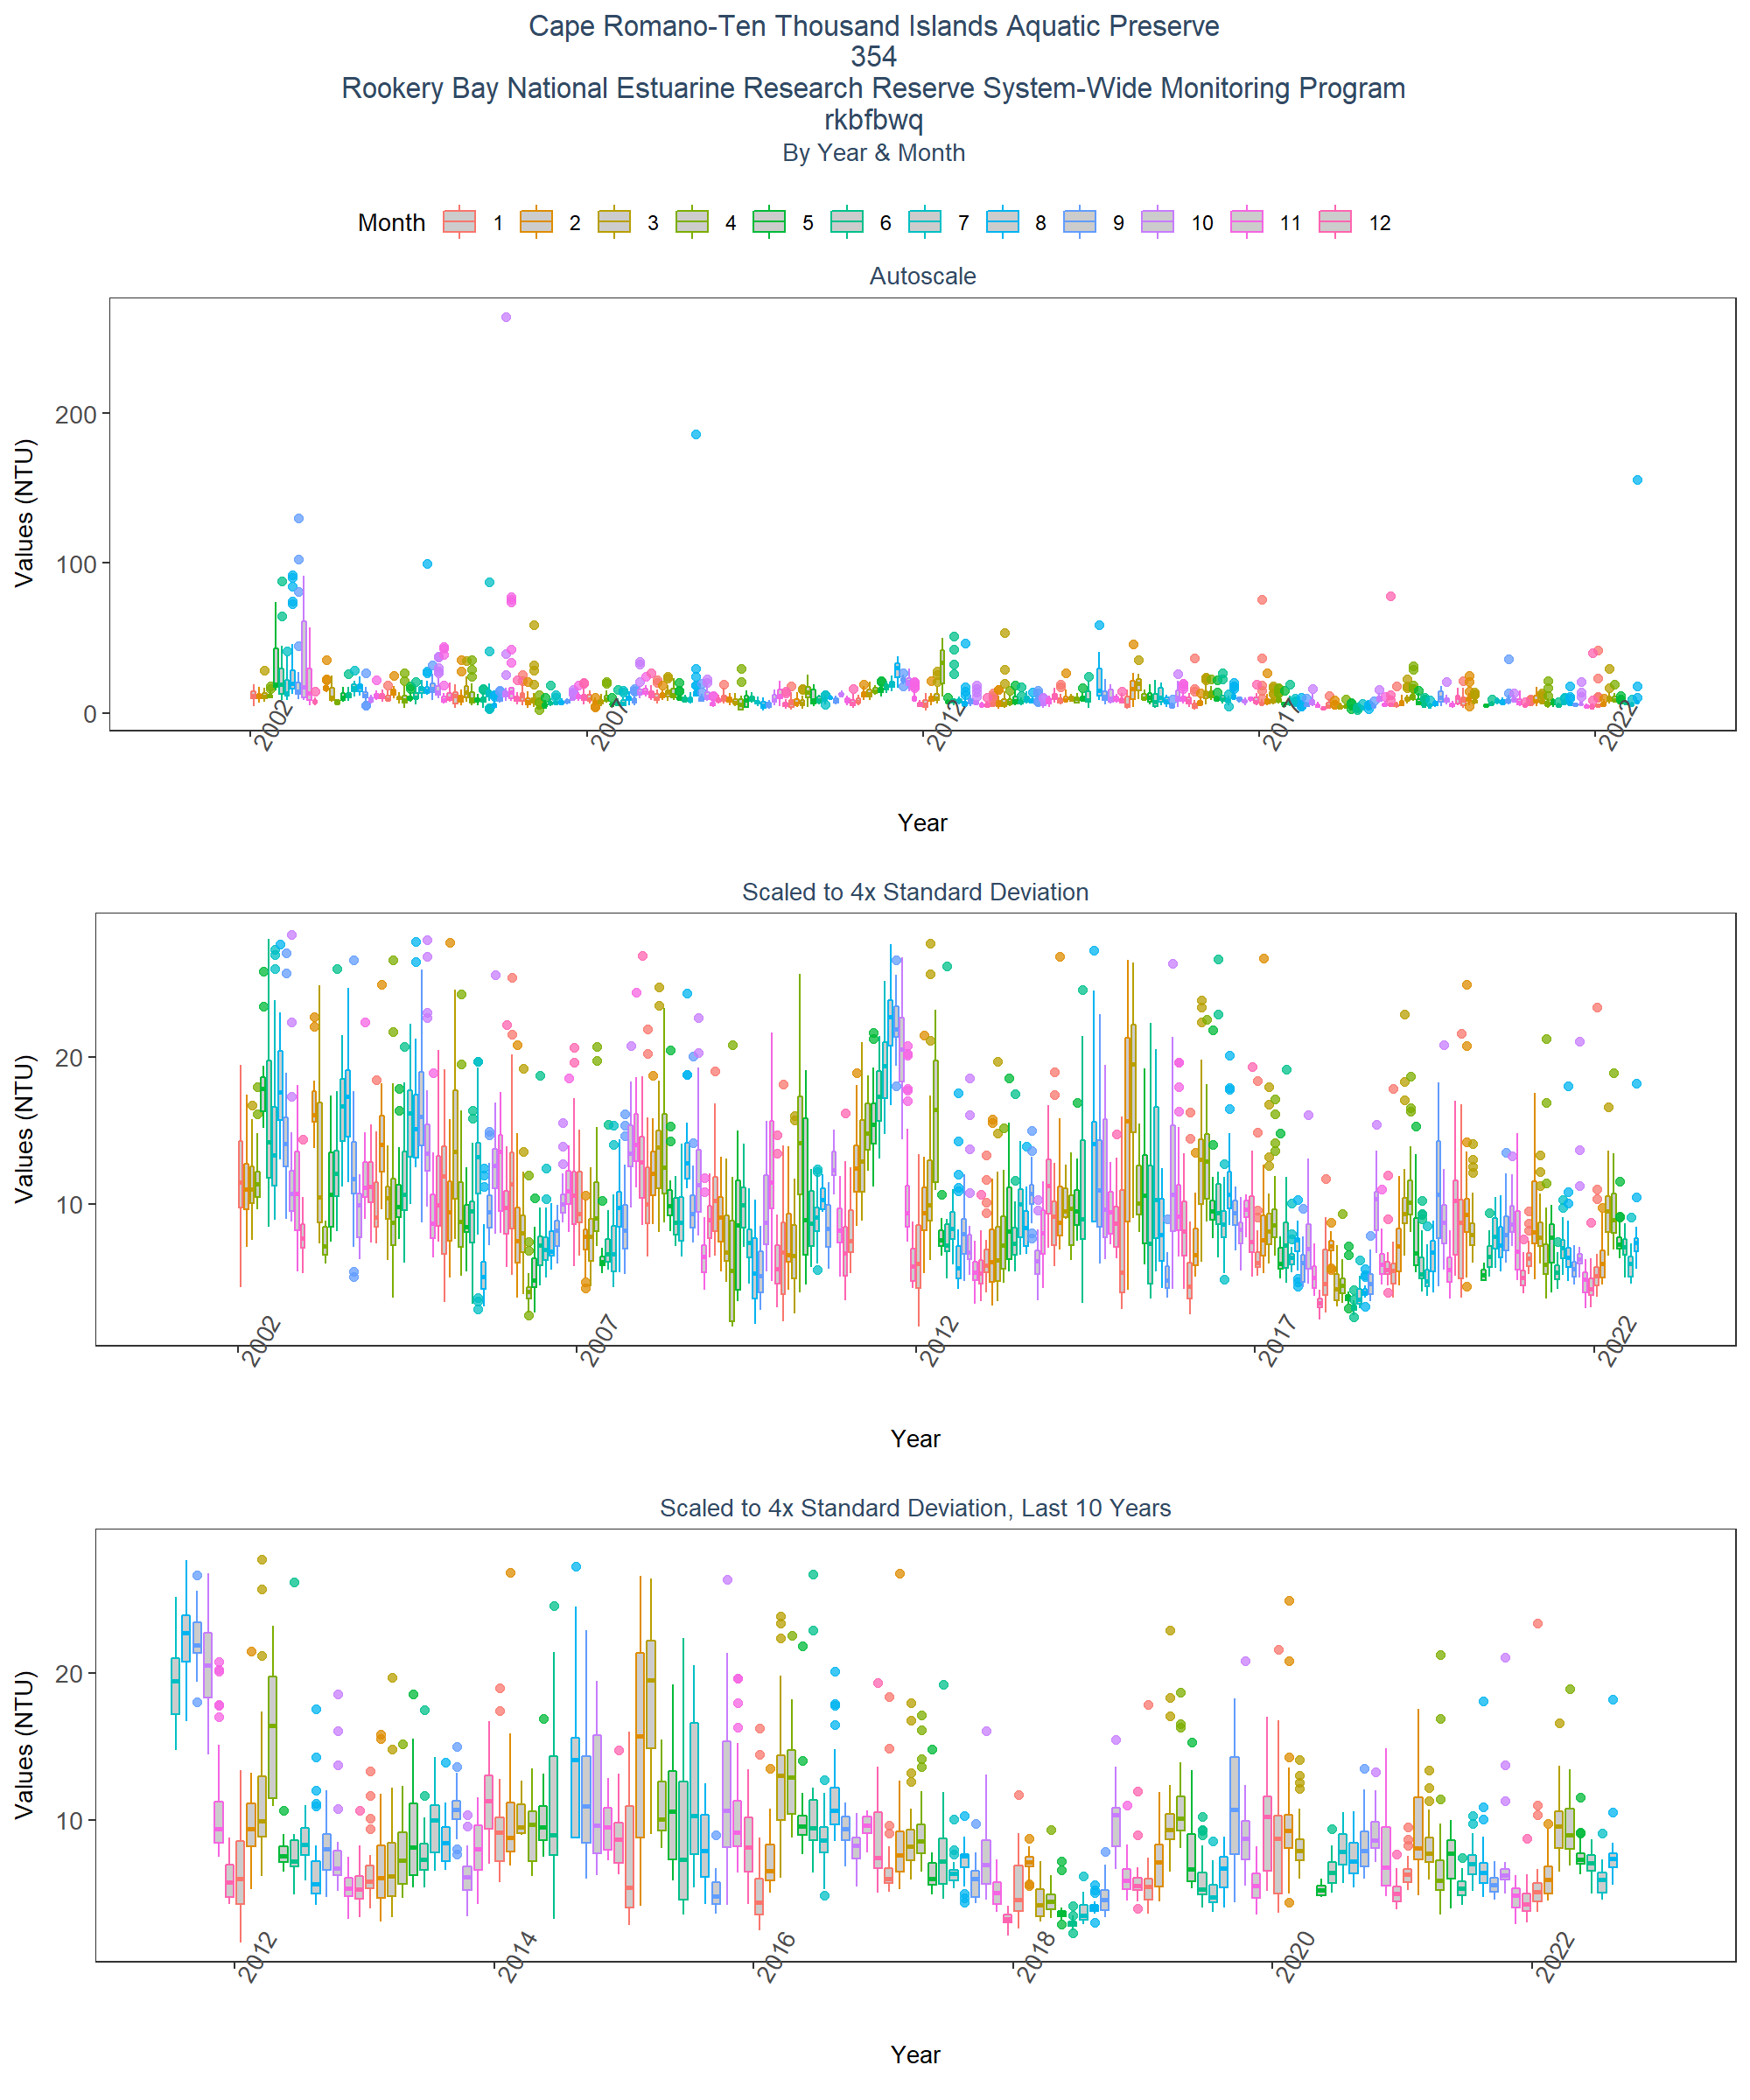 Cape Romano-Ten Thousand Islands Aquatic Preserve
354
Rookery Bay National Estuarine Research Reserve System-Wide Monitoring Program
rkbfbwq
By Year & Month
Month 1 2 3 4 5 6 7 8 9 10 11 12
Autoscale
Values (NTU)
200
100
0
2002 2007 2012 2017 2022
Year
Scaled to 4x Standard Deviation
Values (NTU)
20
10
2002 2007 2012 2017 2022
Year
Scaled to 4x Standard Deviation, Last 10 Years
Values (NTU)
20
10
2012 2014 2016 2018 2020 2022
Year